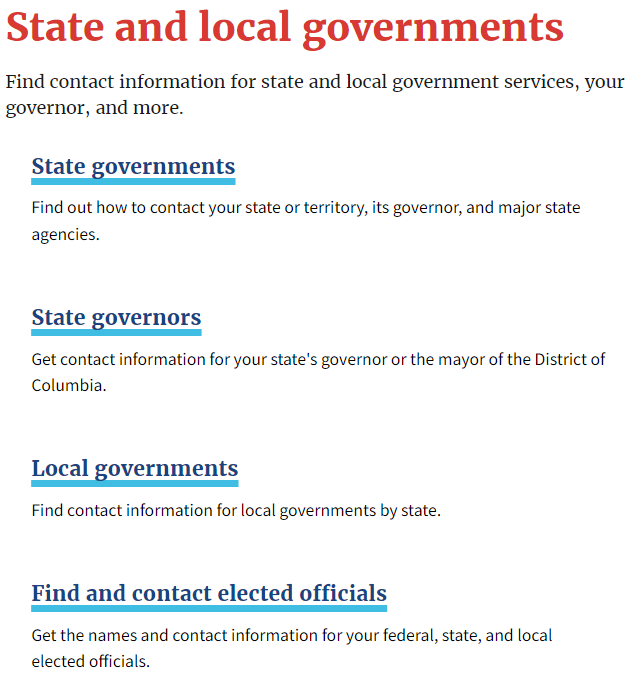 State and local governments
Find contact information for state and local government services, your
governor, and more.
State governments
Find out how to contact your state or territory, its governor, and major state
agencies.
State governors
Get contact information for your state's governor or the mayor of the District of
Columbia.
Local governments
Find contact information for local governments by state.
Find and contact elected officials
Get the names and contact information for your federal, state, and local
elected officials.